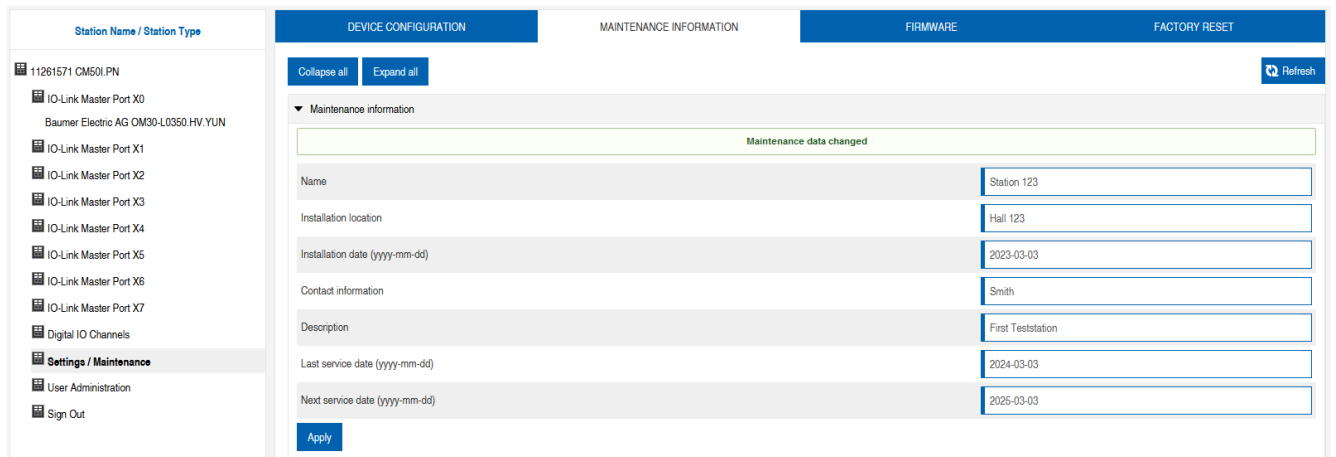 Station Name / Station Type
11261571 CM50I.PN
IO-Link Master Port X0
Baumer Electric AG OM30-L0350.HV.YUN
IO-Link Master Port X1
IO-Link Master Port X2
IO-Link Master Port X3
IO-Link Master Port X4
IO-Link Master Port X5
IO-Link Master Port X6
IO-Link Master Port X7
Digital IO Channels
Settings / Maintenance
User Administration
Sign Out
DEVICE CONFIGURATION MAINTENANCE INFORMATION FIRMWARE FACTORY RESET
Collapse all Expand all Refresh
Maintenance information
Maintenance data changed
Name Station 123
Installation location Hall 123
Installation date (yyyy-mm-dd) 2023-03-03
Contact information Smith
Description First Teststation
Last service date (yyyy-mm-dd) 2024-03-03
Next service date (yyyy-mm-dd) 2025-03-03
Apply